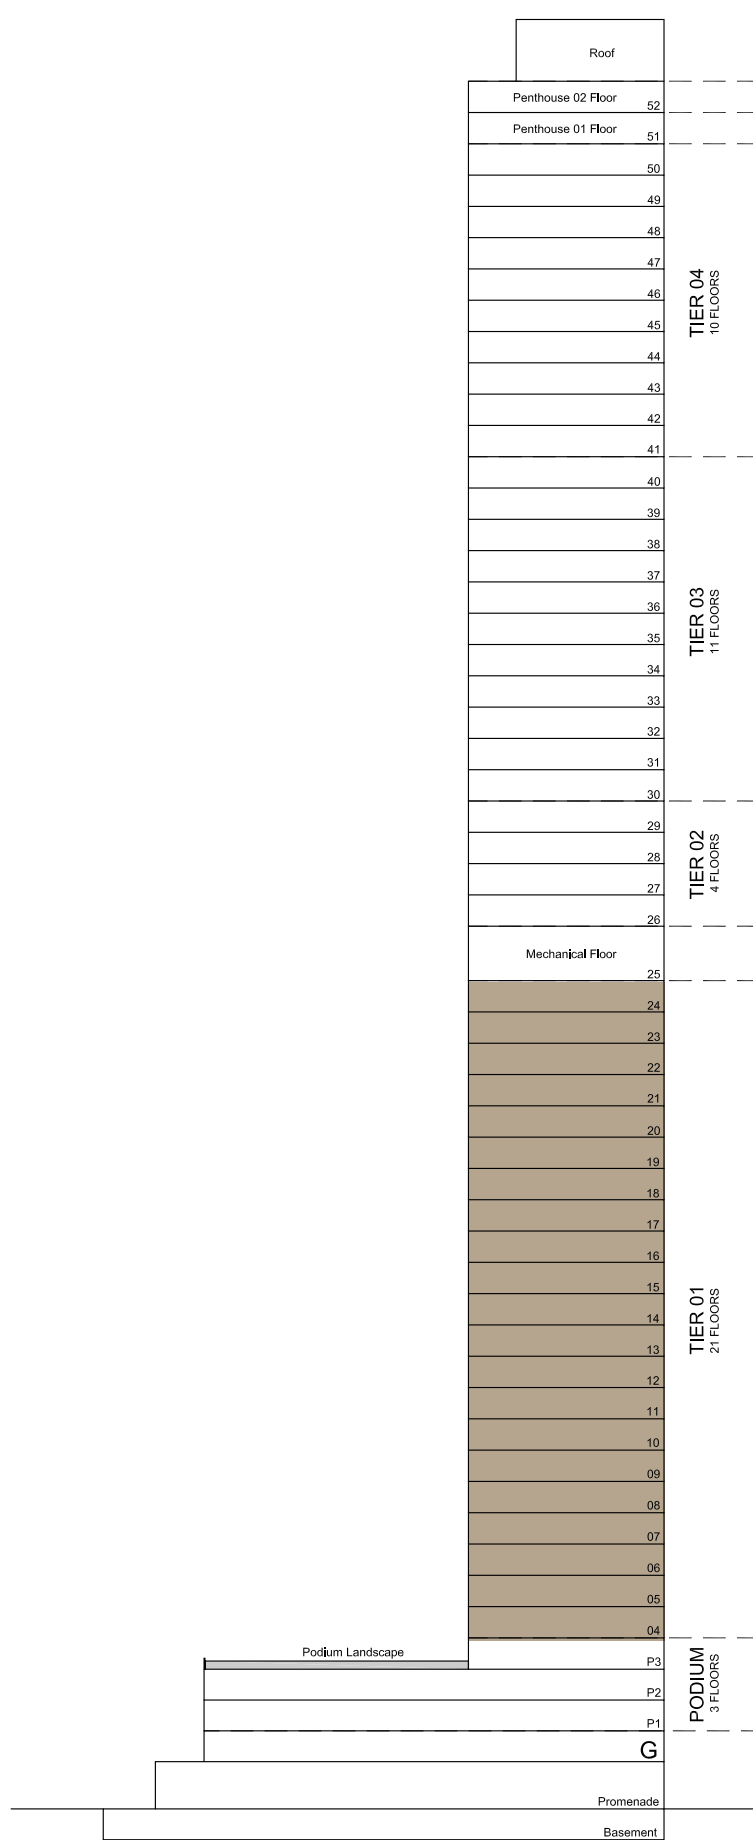 Roof
Penthouse 02 Floor
52
Penthouse 01 Floor
51
50
49
48
47
46
45
44
43
42
41
TIER 04
10 FLOORS
40
39
38
37
36
35
34
33
32
31
30
TIER 03
11 FLOORS
29
28
27
26
TIER 02
4 FLOORS
Mechanical Floor
25
24
23
22
21
20
19
18
17
16
15
14
13
12
11
10
09
08
07
06
05
04
TIER 01
21 FLOORS
Podium Landscape
P3
P2
P1
PODIUM
3 FLOORS
G
Promenade
Basement